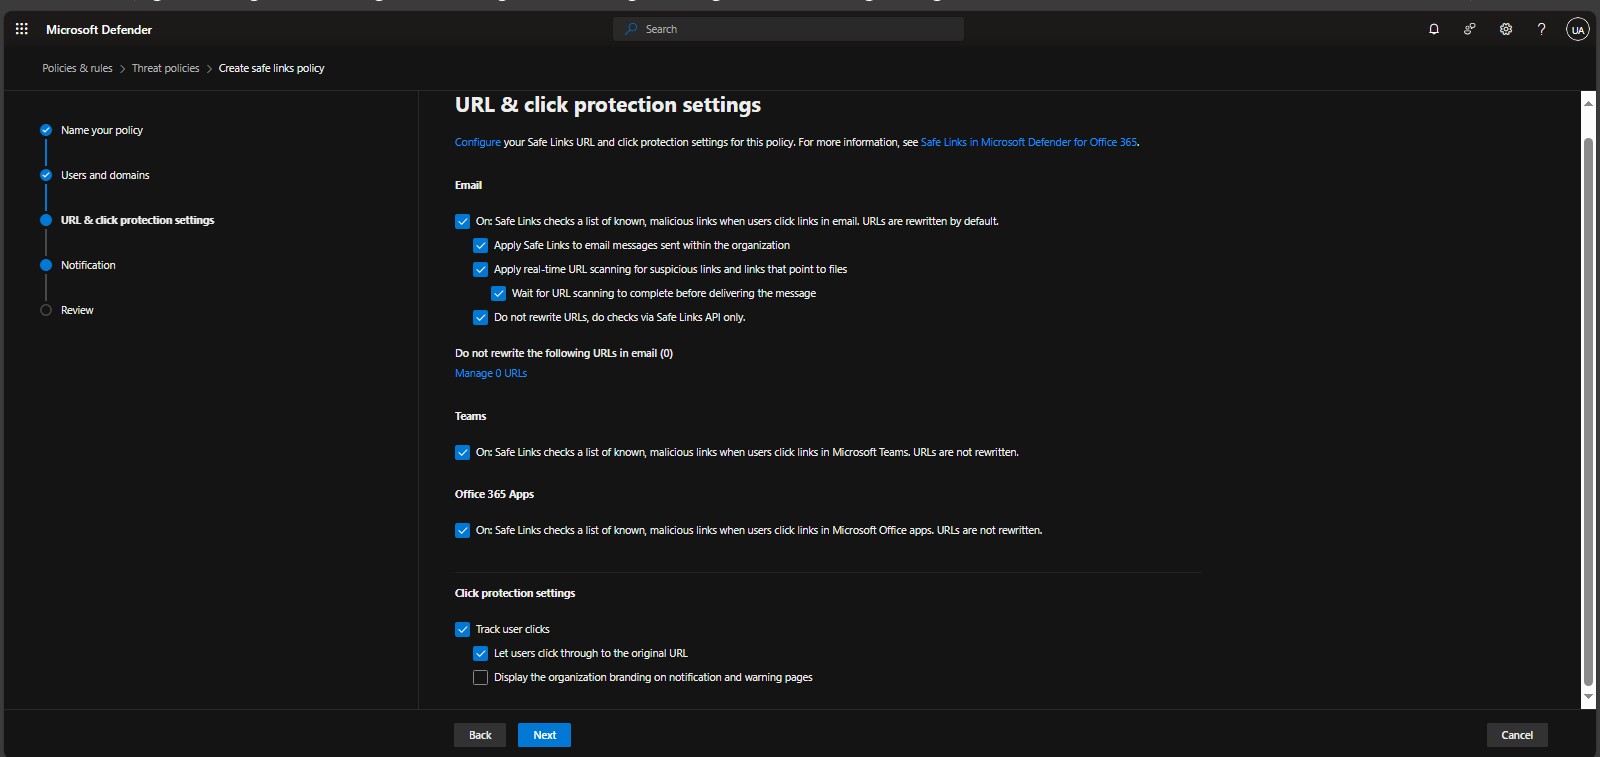 Microsoft Defender
Search
UA
Policies & rules > Threat policies > Create safe links policy
Name your policy
Users and domains
URL & click protection settings
Notification
Review
URL & click protection settings
Configure your Safe Links URL and click protection settings for this policy. For more information, see Safe Links in Microsoft Defender for Office 365.
Email
On: Safe Links checks a list of known, malicious links when users click links in email. URLs are rewritten by default.
Apply Safe Links to email messages sent within the organization
Apply real-time URL scanning for suspicious links and links that point to files
Wait for URL scanning to complete before delivering the message
Do not rewrite URLs, do checks via Safe Links API only.
Do not rewrite the following URLs in email (0)
Manage 0 URLs
Teams
On: Safe Links checks a list of known, malicious links when users click links in Microsoft Teams. URLs are not rewritten.
Office 365 Apps
On: Safe Links checks a list of known, malicious links when users click links in Microsoft Office apps. URLs are not rewritten.
Click protection settings
Track user clicks
Let users click through to the original URL
Display the organization branding on notification and warning pages
Back
Next
Cancel